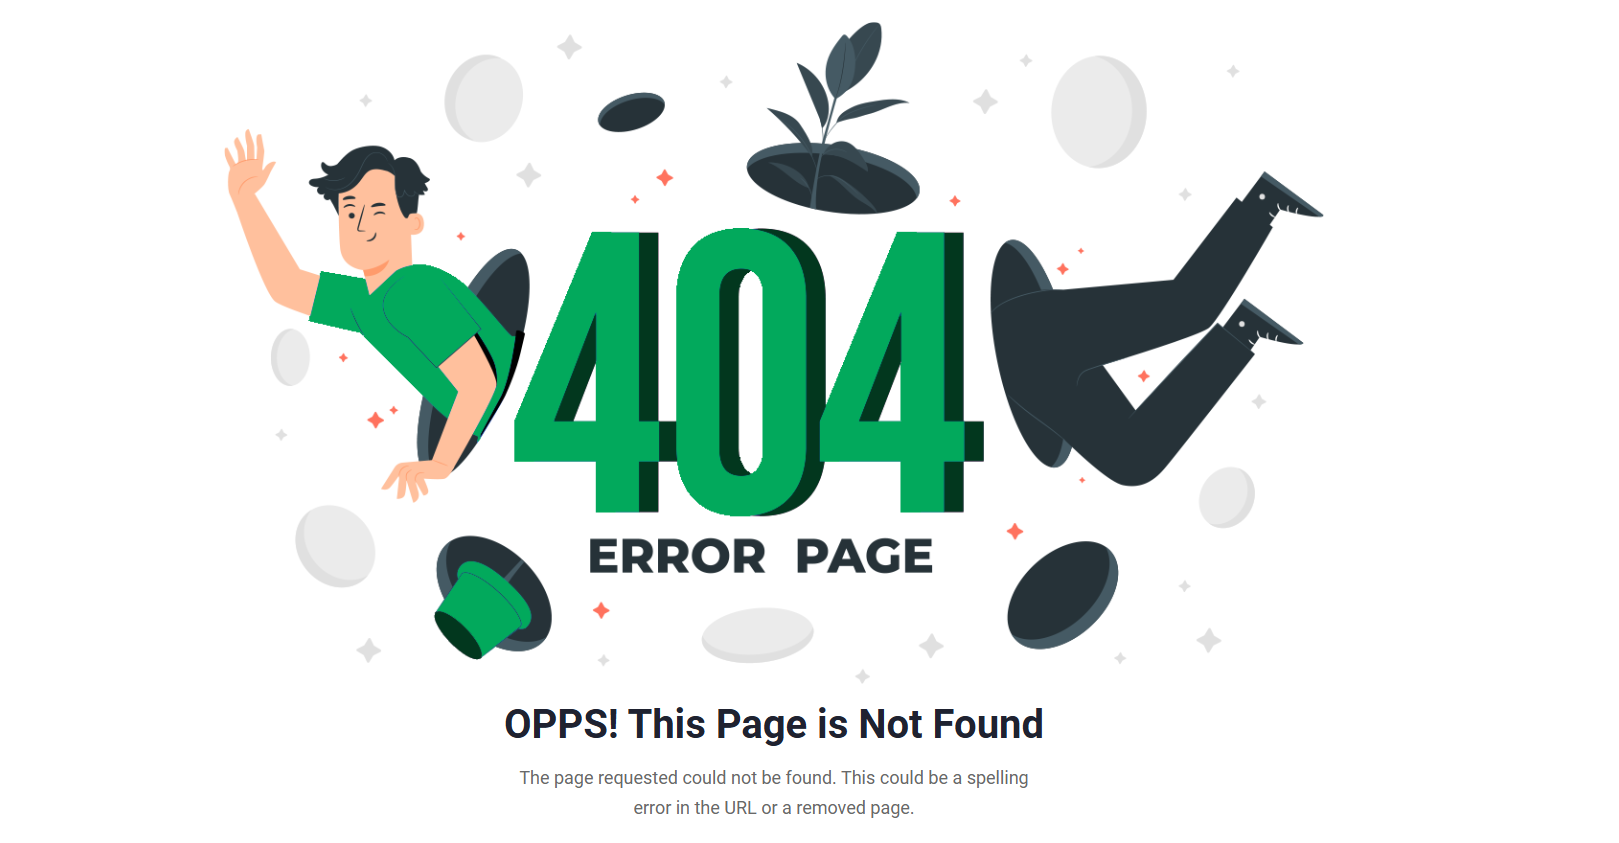 404
ERROR PAGE
OPPS! This Page is Not Found
The page requested could not be found. This could be a spelling
error in the URL or a removed page.